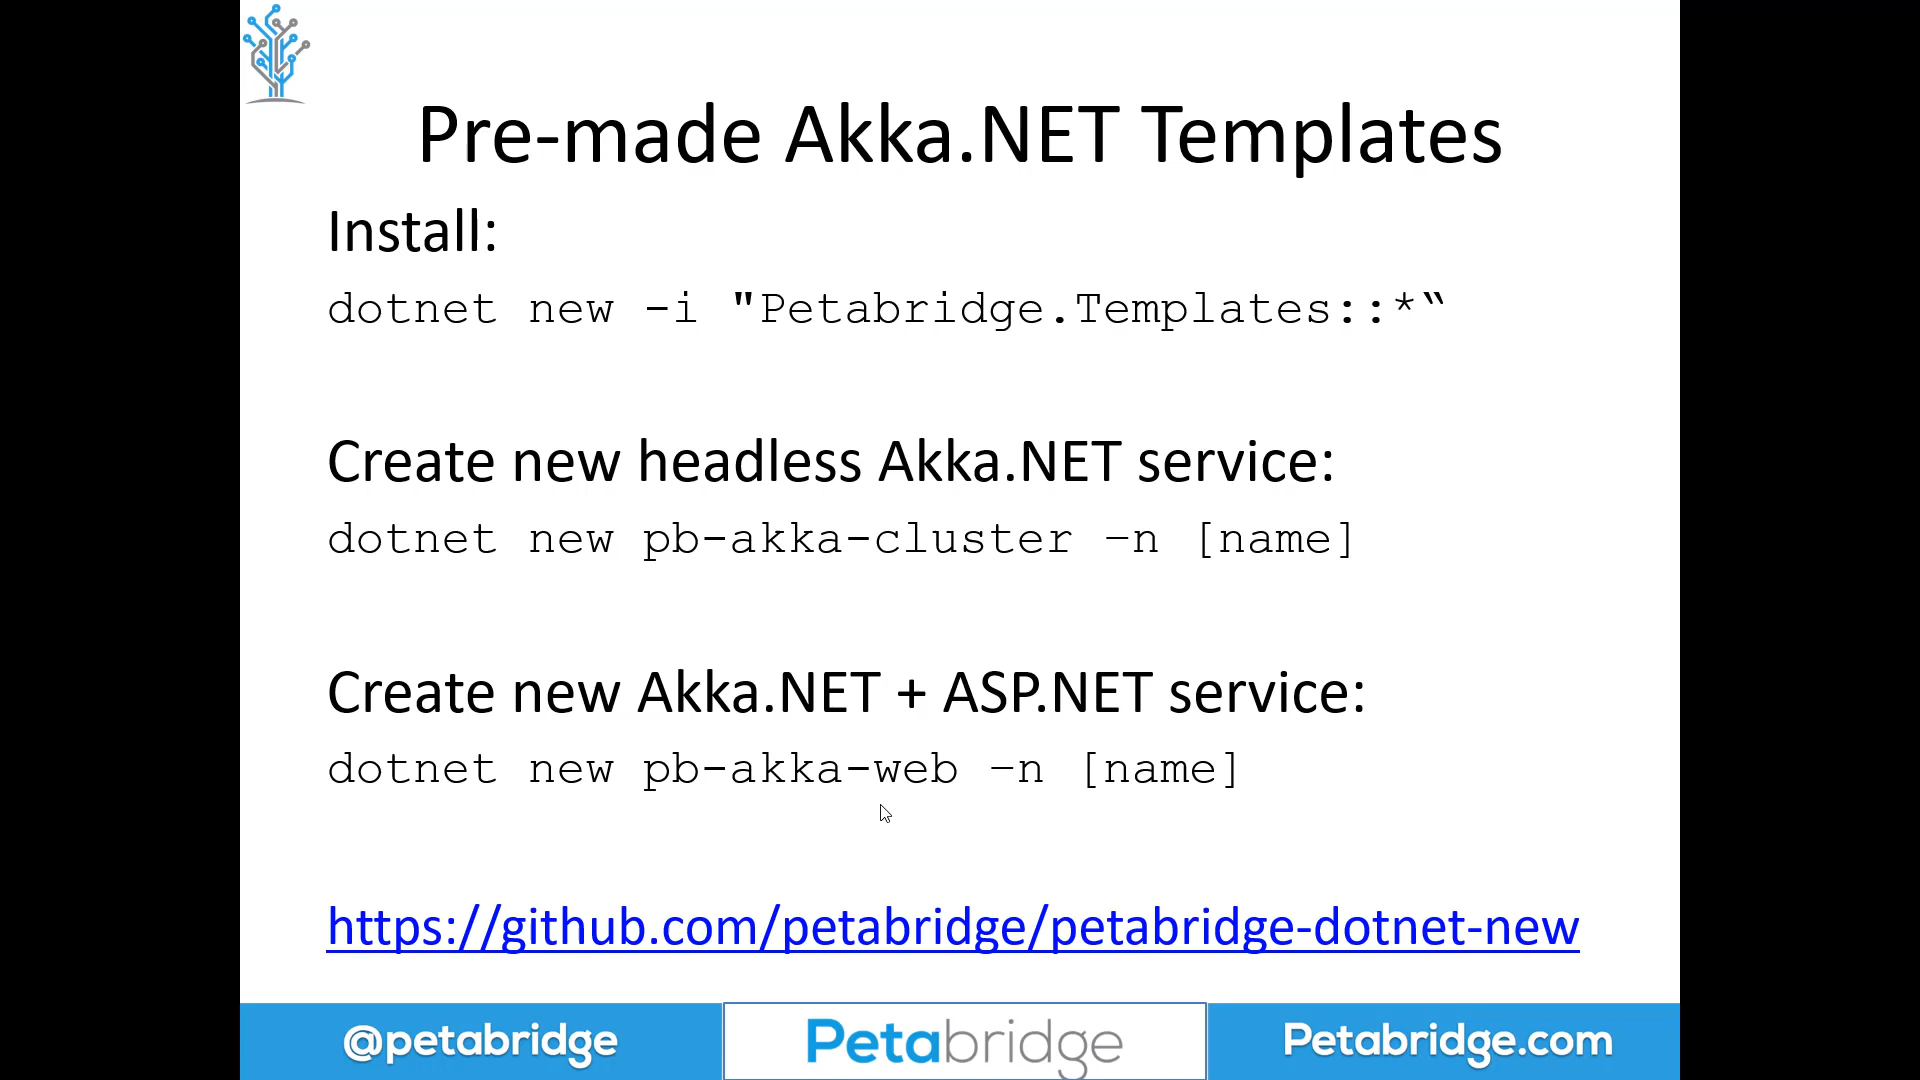 Pre-made Akka.NET Templates
Install:
dotnet new -i "Petabridge.Templates::*“
Create new headless Akka.NET service:
dotnet new pb-akka-cluster –n [name]
Create new Akka.NET + ASP.NET service:
dotnet new pb-akka-web –n [name]
https://github.com/petabridge/petabridge-dotnet-new
@petabridge
Petabridge
Petabridge.com